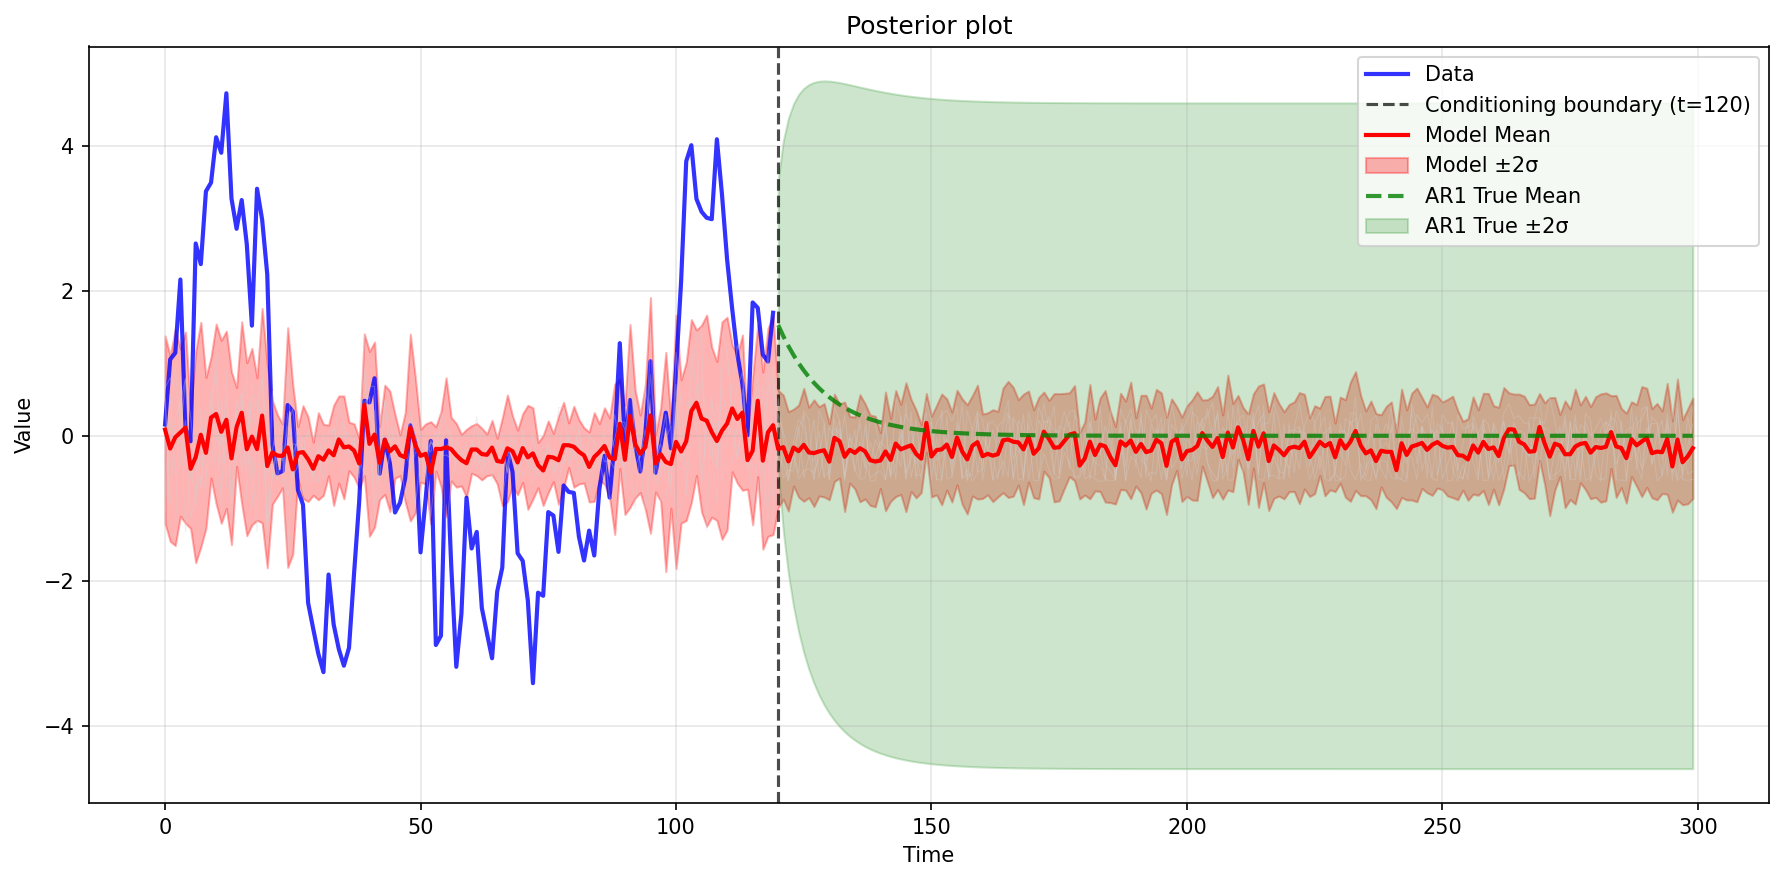 Posterior plot
Data
Conditioning boundary (t=120)
Model Mean
Model ±2σ
AR1 True Mean
AR1 True ±2σ
Value
4
2
0
−2
−4
0
50
100
150
200
250
300
Time